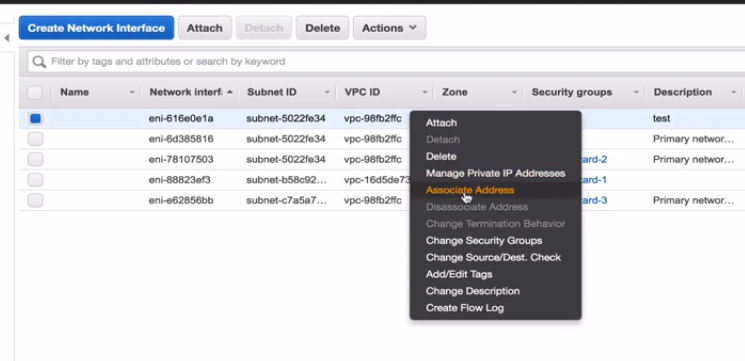 Create Network Interface Attach Detach Delete Actions
Filter by tags and attributes or search by keyword
Name Network interf Subnet ID VPC ID Zone Security groups Description
eni-616e0e1a subnet-5022fe34 vpc-98fb2ffc test
eni-6d385816 subnet-5022fe34 vpc-98fb2ffc Primary networ...
eni-78107503 subnet-5022fe34 vpc-98fb2ffc zard-2 Primary networ...
eni-88823ef3 subnet-b58c92... vpc-16d5de73 zard-1
eni-e62856bb subnet-c7a5a7... vpc-98fb2ffc zard-3 Primary networ...
Attach
Detach
Delete
Manage Private IP Addresses
Associate Address
Disassociate Address
Change Termination Behavior
Change Security Groups
Change Source/Dest. Check
Add/Edit Tags
Change Description
Create Flow Log